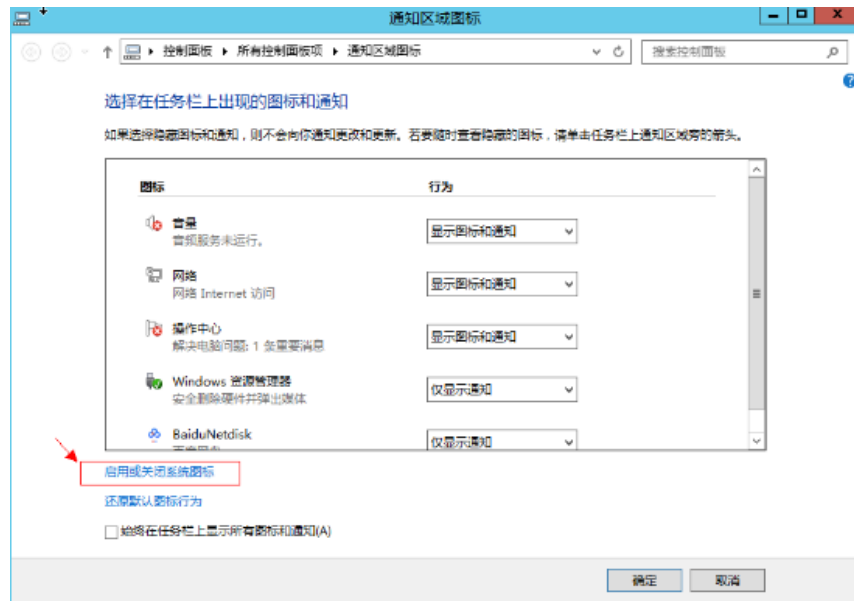 通知区域图标
控制面板 所有控制面板项 通知区域图标
搜索控制面板
选择在任务栏上出现的图标和通知
如果选择隐藏图标和通知，则不会向你通知更改和更新。若要随时查看隐藏的图标，请单击任务栏上通知区域旁的箭头。
图标 行为
音量 显示图标和通知
音频服务未运行。
网络 显示图标和通知
网络 Internet 访问
操作中心 显示图标和通知
解决电脑问题: 1 条重要消息
Windows 资源管理器 仅显示通知
安全删除硬件并弹出媒体
BaiduNetdisk 仅显示通知
启用或关闭系统图标
还原默认图标行为
始终在任务栏上显示所有图标和通知(A)
确定 取消